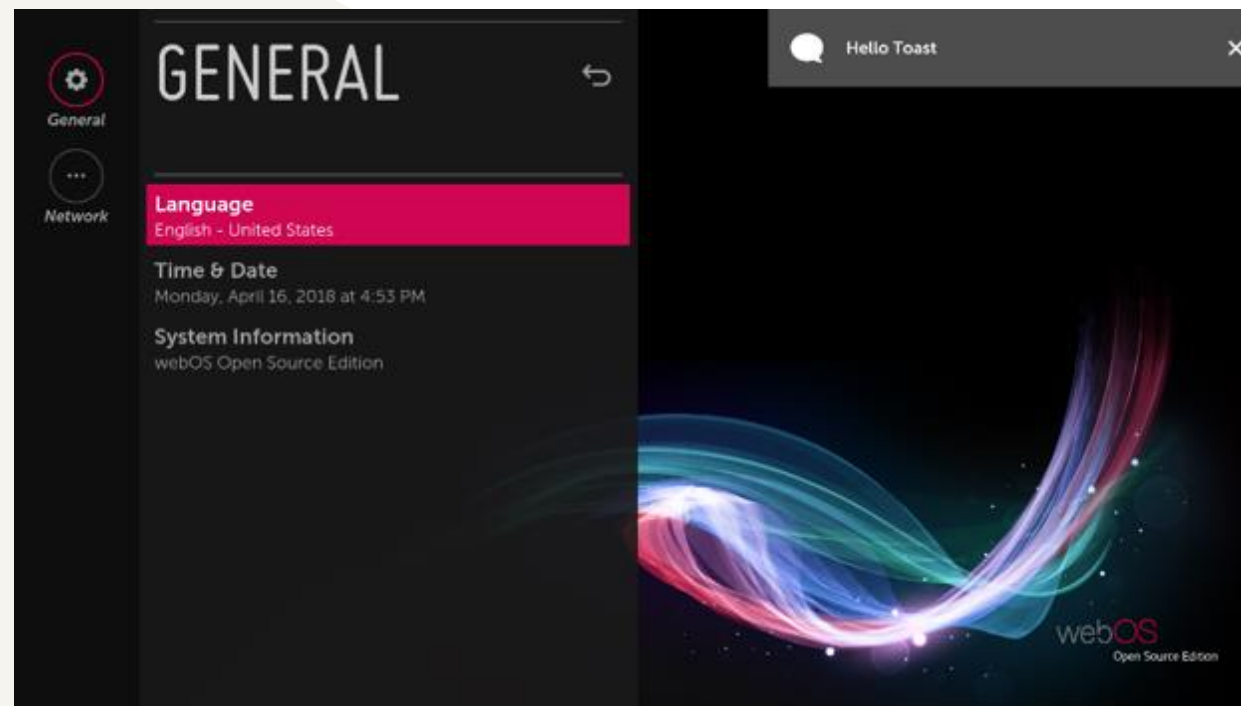 General
Network
GENERAL
Language
English - United States
Time & Date
Monday, April 16, 2018 at 4:53 PM
System Information
webOS Open Source Edition
Hello Toast
webOS
Open Source Edition